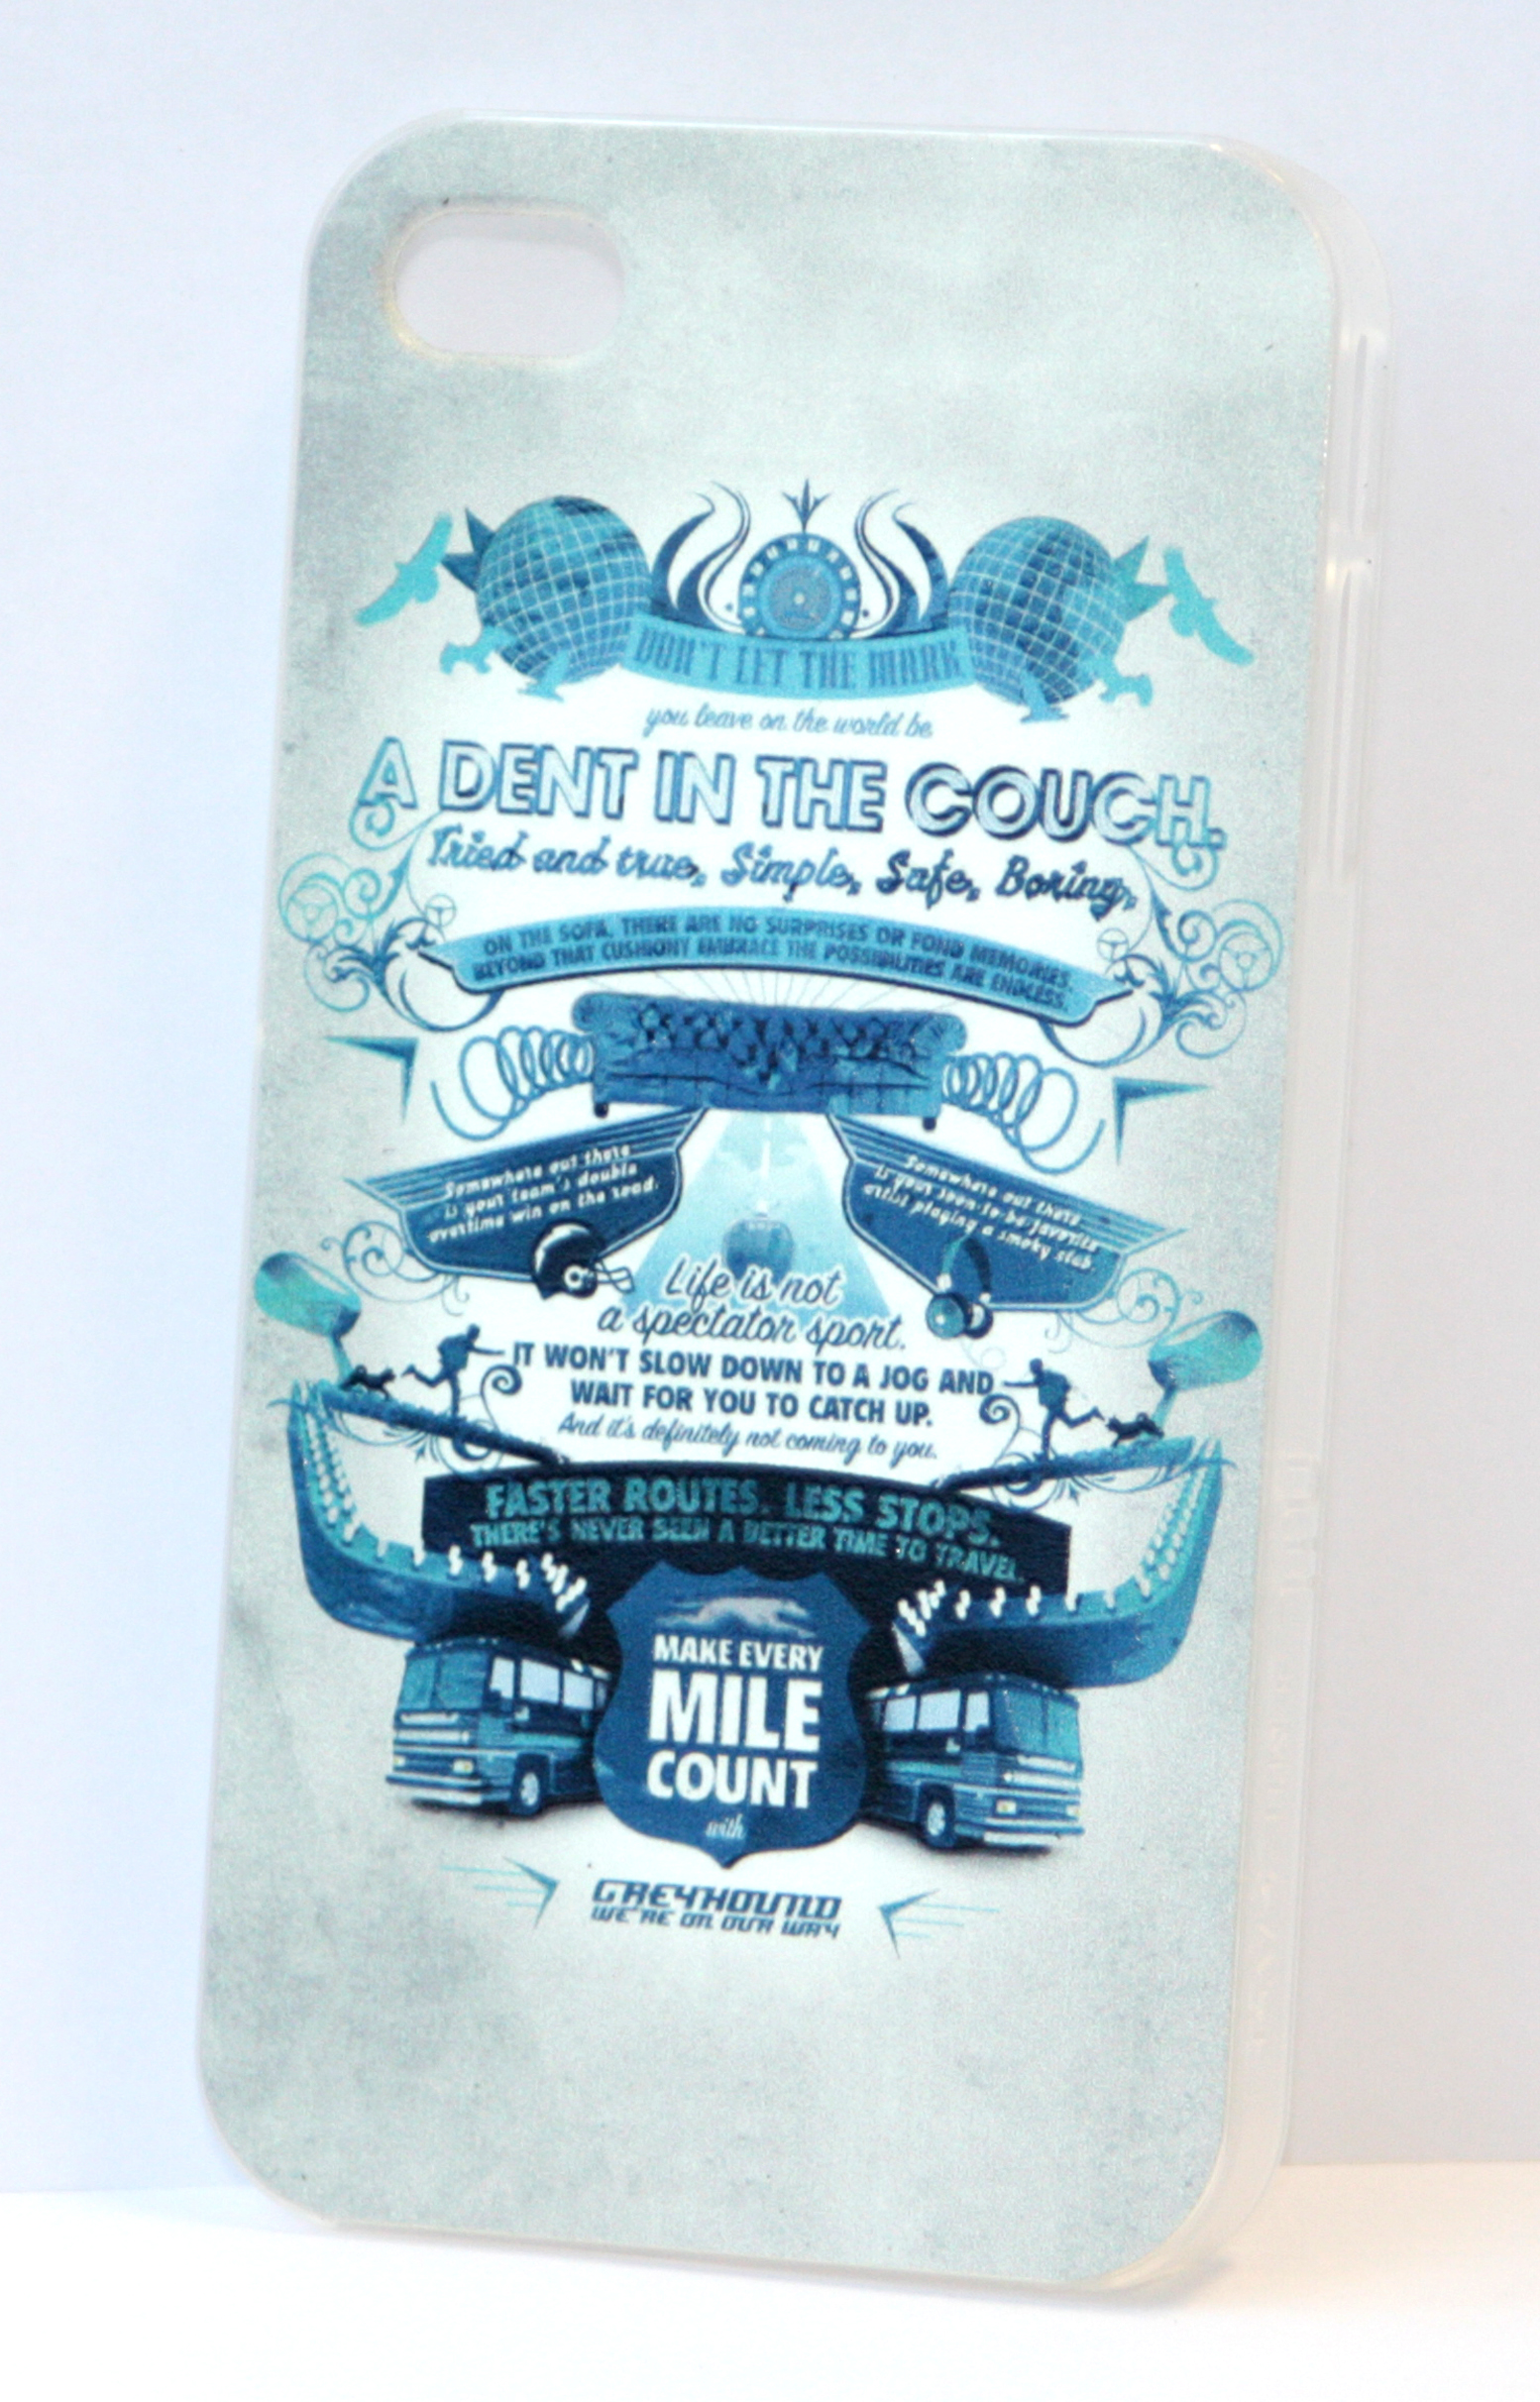 DON'T LET THE MARK
you leave on the world be
A DENT IN THE COUCH.
Tried and true, Simple, Safe, Boring,
ON THE SOFA, THERE ARE NO SURPRISES OR FOND MEMORIES.
BEYOND THAT CUSHIONY EMBRACE THE POSSIBILITIES ARE ENDLESS.
Somewhere out there
is your team's double
overtime win on the road.
Somewhere out there
is your soon-to-be favorite
artist playing a smoky club
Life is not
a spectator sport.
IT WON'T SLOW DOWN TO A JOG AND
WAIT FOR YOU TO CATCH UP.
And it's definitely not coming to you.
FASTER ROUTES. LESS STOPS.
THERE'S NEVER BEEN A BETTER TIME TO TRAVEL.
MAKE EVERY
MILE
COUNT
with
GREYHOUND
WE'RE ON OUR WAY